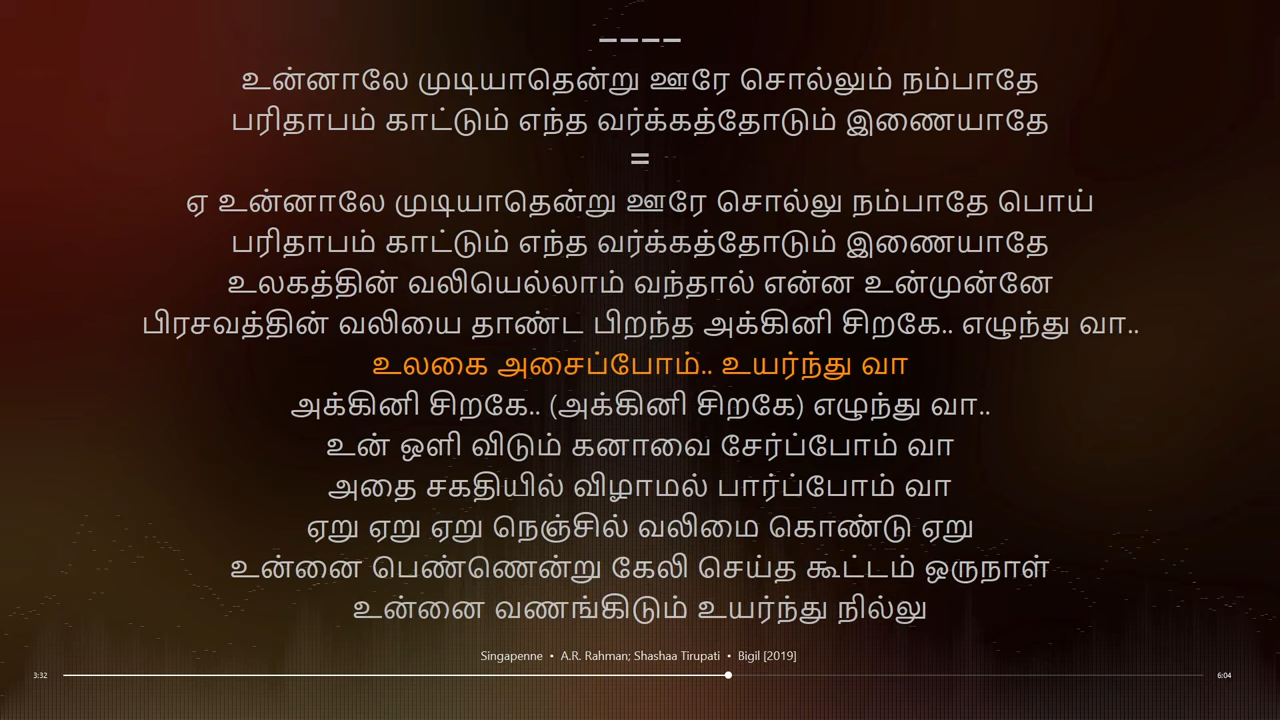 ----
உன்னாலே முடியாதென்று ஊரே சொல்லும் நம்பாதே
பரிதாபம் காட்டும் எந்த வர்க்கத்தோடும் இணையாதே
=
ஏ உன்னாலே முடியாதென்று ஊரே சொல்லு நம்பாதே பொய்
பரிதாபம் காட்டும் எந்த வர்க்கத்தோடும் இணையாதே
உலகத்தின் வலியெல்லாம் வந்தால் என்ன உன்முன்னே
பிரசவத்தின் வலியை தாண்ட பிறந்த அக்கினி சிறகே.. எழுந்து வா..
உலகை அசைப்போம்.. உயர்ந்து வா
அக்கினி சிறகே.. (அக்கினி சிறகே) எழுந்து வா..
உன் ஒளி விடும் கனாவை சேர்ப்போம் வா
அதை சகதியில் விழாமல் பார்ப்போம் வா
ஏறு ஏறு ஏறு நெஞ்சில் வலிமை கொண்டு ஏறு
உன்னை பெண்ணென்று கேலி செய்த கூட்டம் ஒருநாள்
உன்னை வணங்கிடும் உயர்ந்து நில்லு
Singapenne • A.R. Rahman; Shashaa Tirupati • Bigil [2019]
3:32 6:04